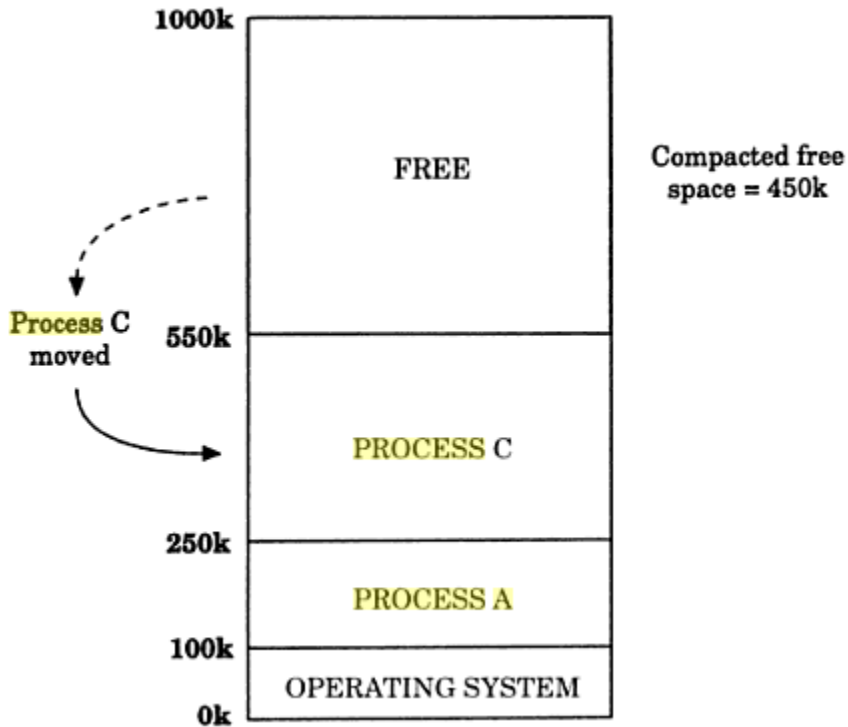 1000k
FREE
Compacted free
space = 450k
Process C
moved
550k
PROCESS C
250k
PROCESS A
100k
OPERATING SYSTEM
0k